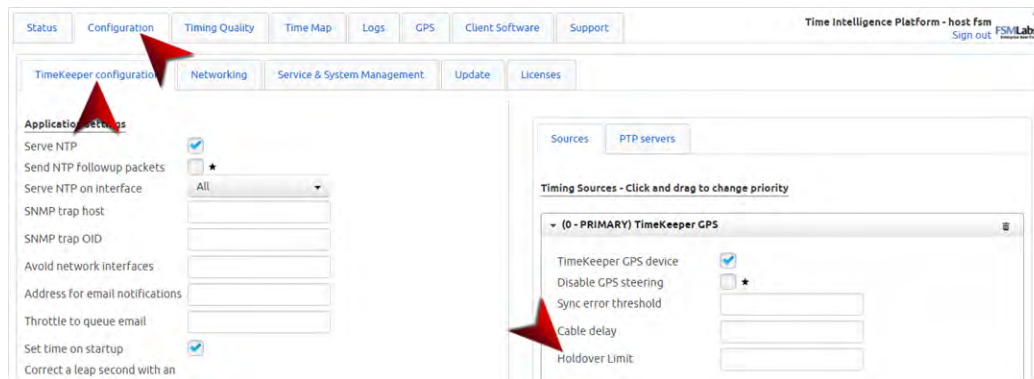 Status Configuration Timing Quality Time Map Logs GPS Client Software Support
Time Intelligence Platform - host fsm
Sign out FSMLabs
TimeKeeper configuration Networking Service & System Management Update Licenses
Application settings
Serve NTP
Send NTP followup packets ★
Serve NTP on interface All
SNMP trap host
SNMP trap OID
Avoid network interfaces
Address for email notifications
Throttle to queue email
Set time on startup
Correct a leap second with an
Sources PTP servers
Timing Sources - Click and drag to change priority
(0 - PRIMARY) TimeKeeper GPS
TimeKeeper GPS device
Disable GPS steering ★
Sync error threshold
Cable delay
Holdover Limit